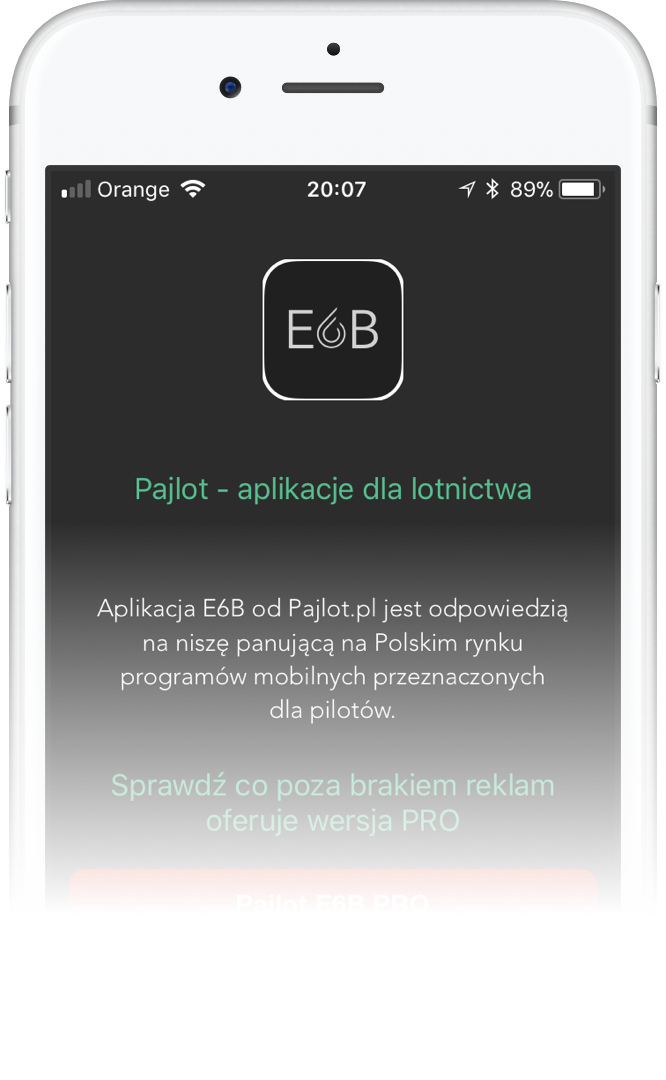 Orange 20:07 89%
E6B
Pajlot - aplikacje dla lotnictwa
Aplikacja E6B od Pajlot.pl jest odpowiedzią
na niszę panującą na Polskim rynku
programów mobilnych przeznaczonych
dla pilotów.
Sprawdź co poza brakiem reklam
oferuje wersja PRO
Pajlot E6B PRO